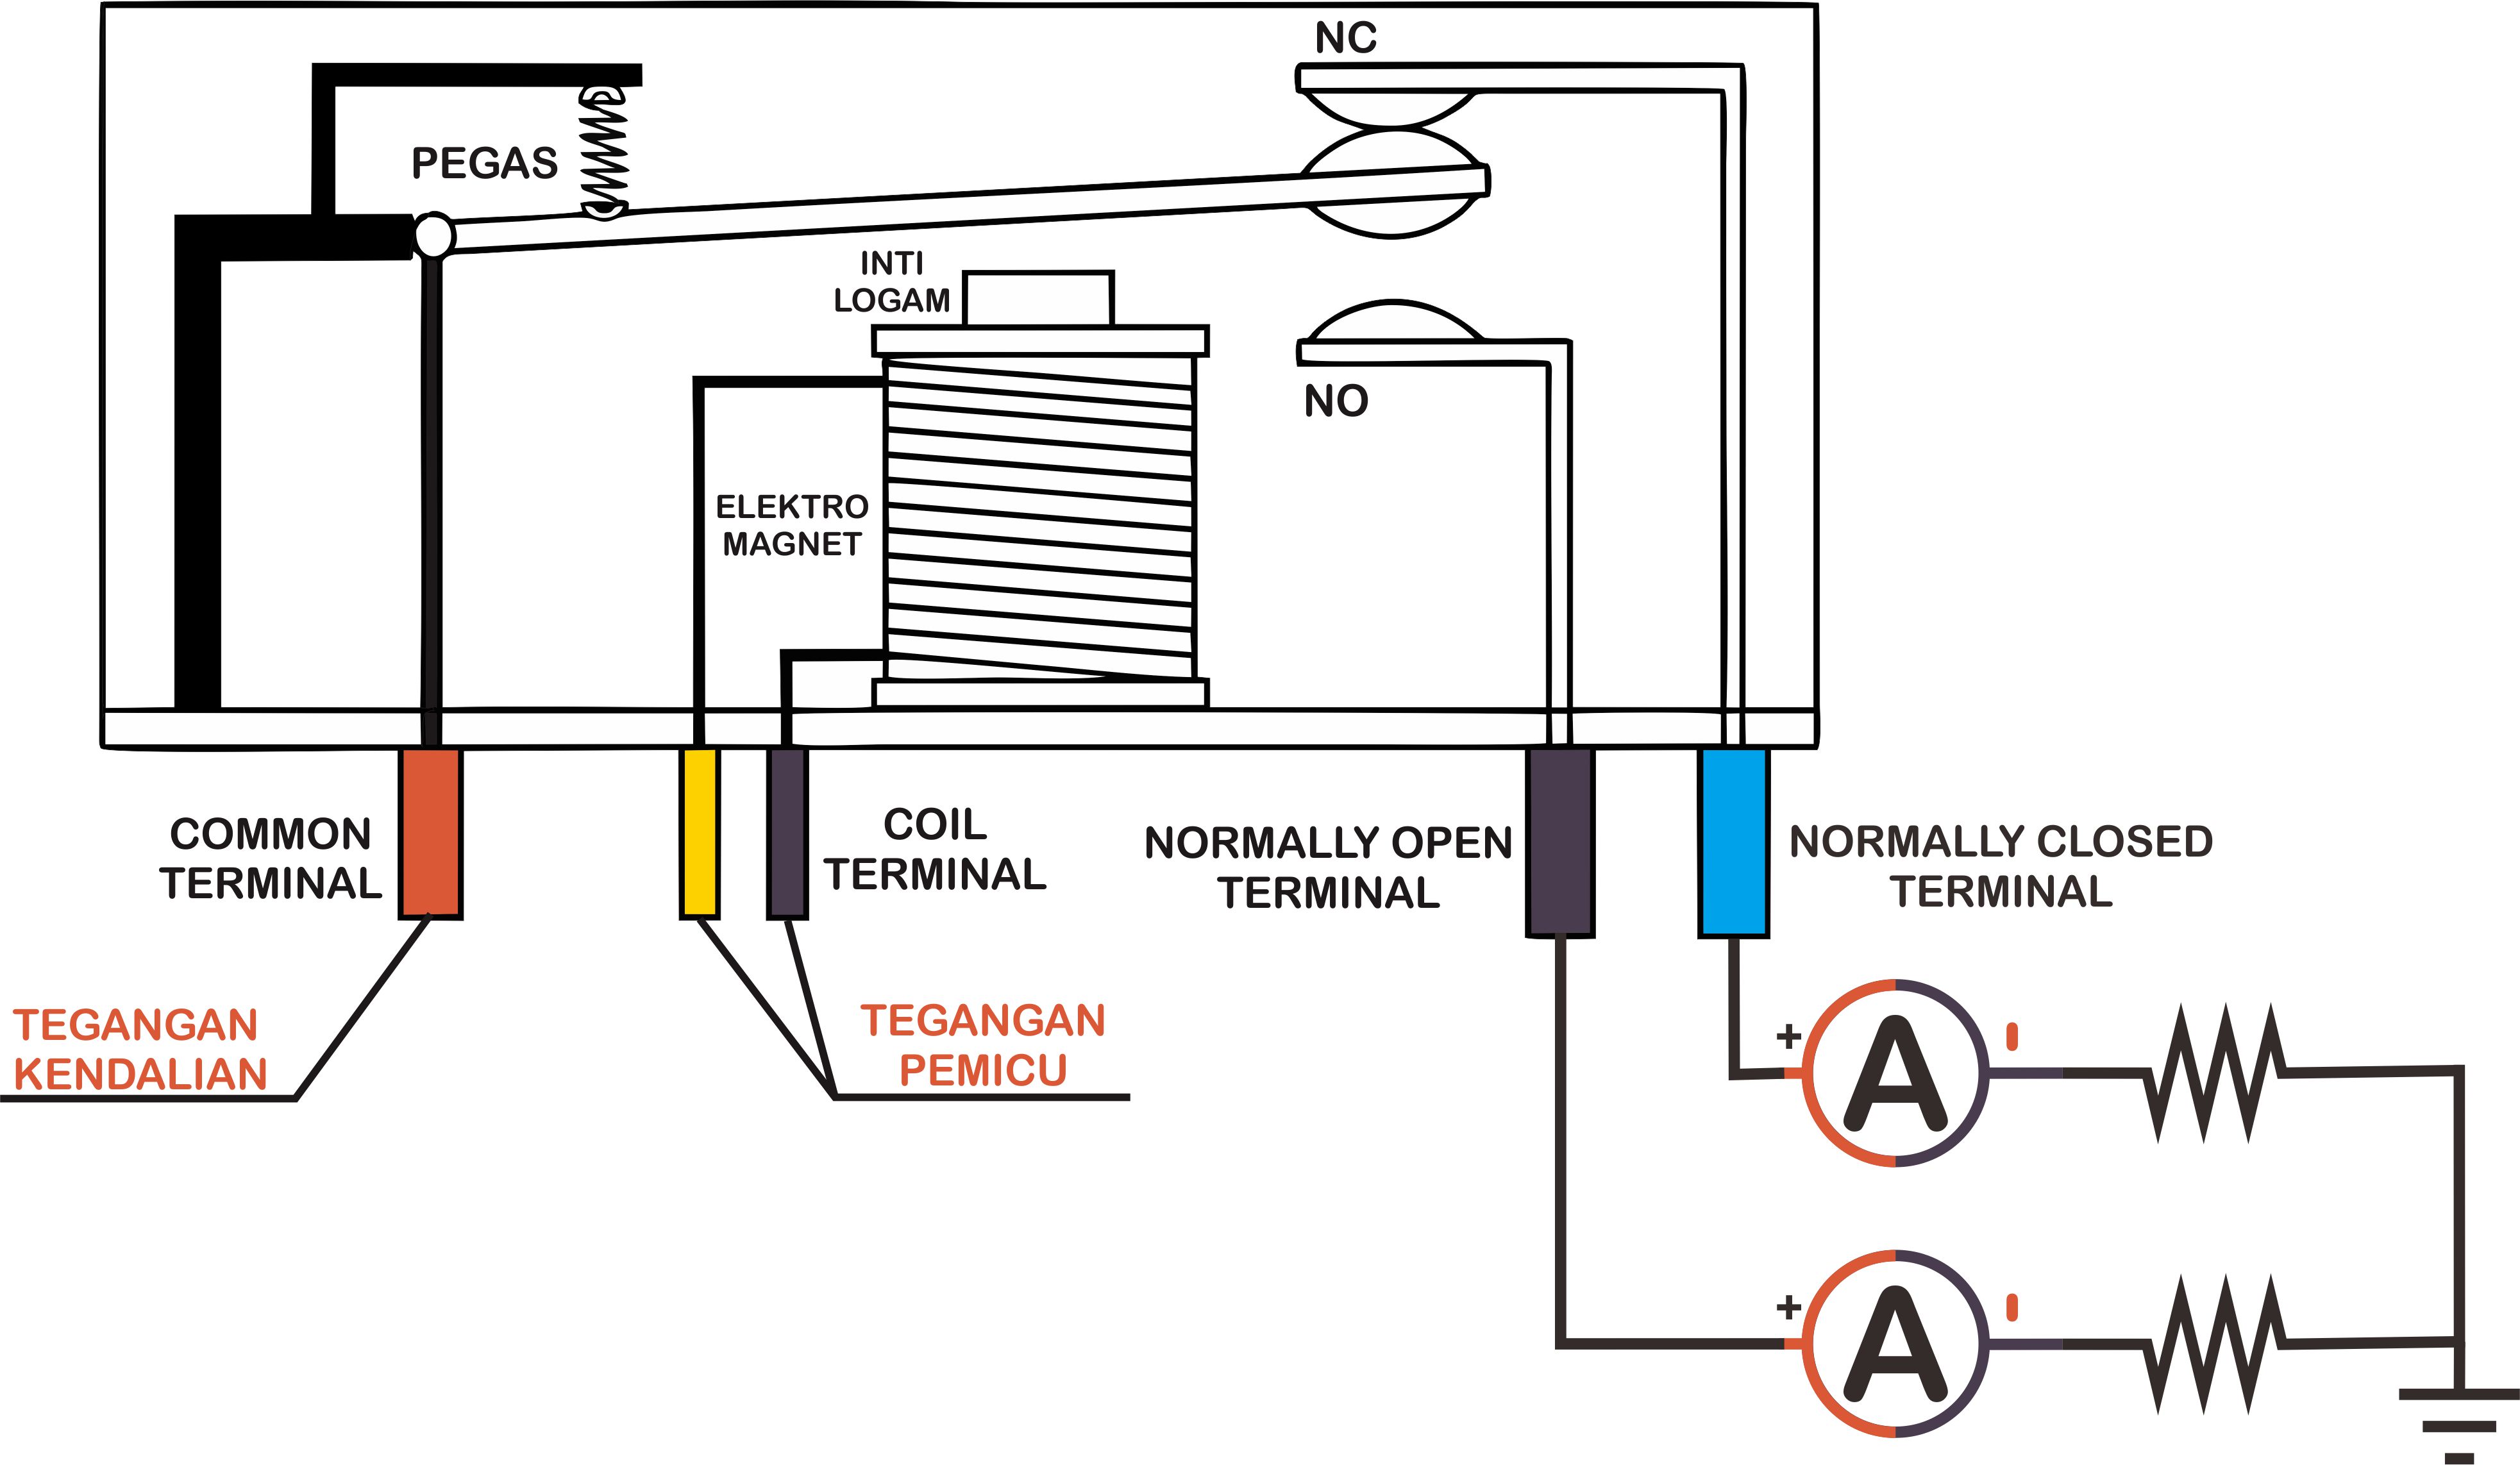 NC
PEGAS
INTI
LOGAM
NO
ELEKTRO
MAGNET
COMMON
TERMINAL
COIL
TERMINAL
NORMALLY OPEN
TERMINAL
NORMALLY CLOSED
TERMINAL
TEGANGAN
KENDALIAN
TEGANGAN
PEMICU
+ A -
+ A -